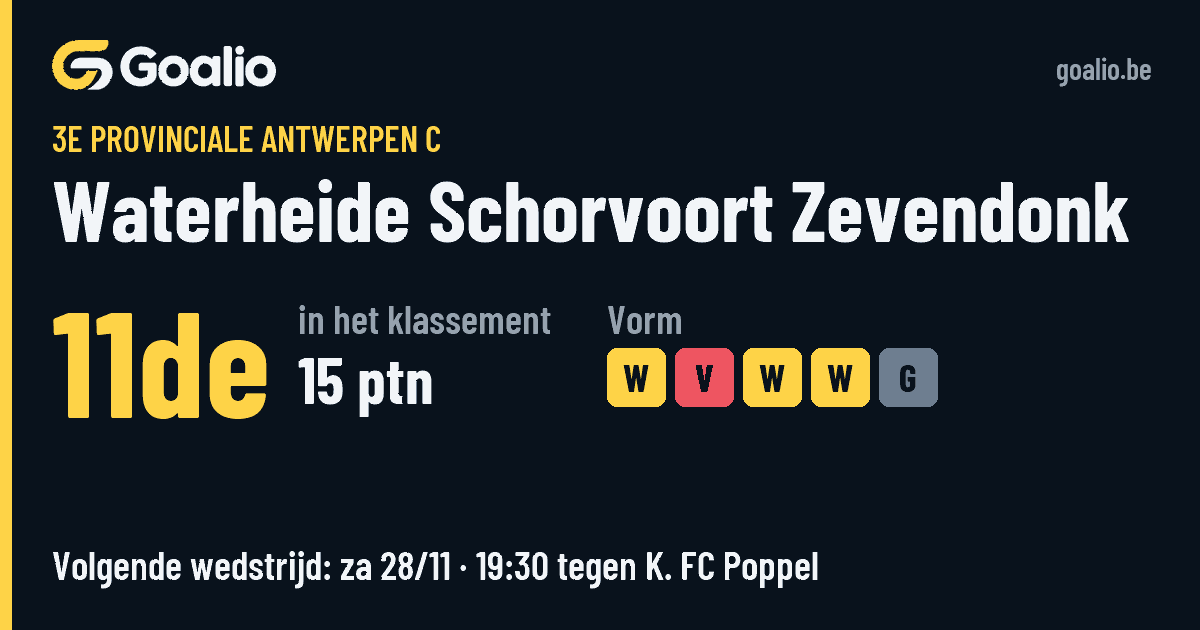 Goalio
goalio.be
3E PROVINCIALE ANTWERPEN C
Waterheide Schorvoort Zevendonk
11de
in het klassement
15 ptn
Vorm
W V W W G
Volgende wedstrijd: za 28/11 · 19:30 tegen K. FC Poppel